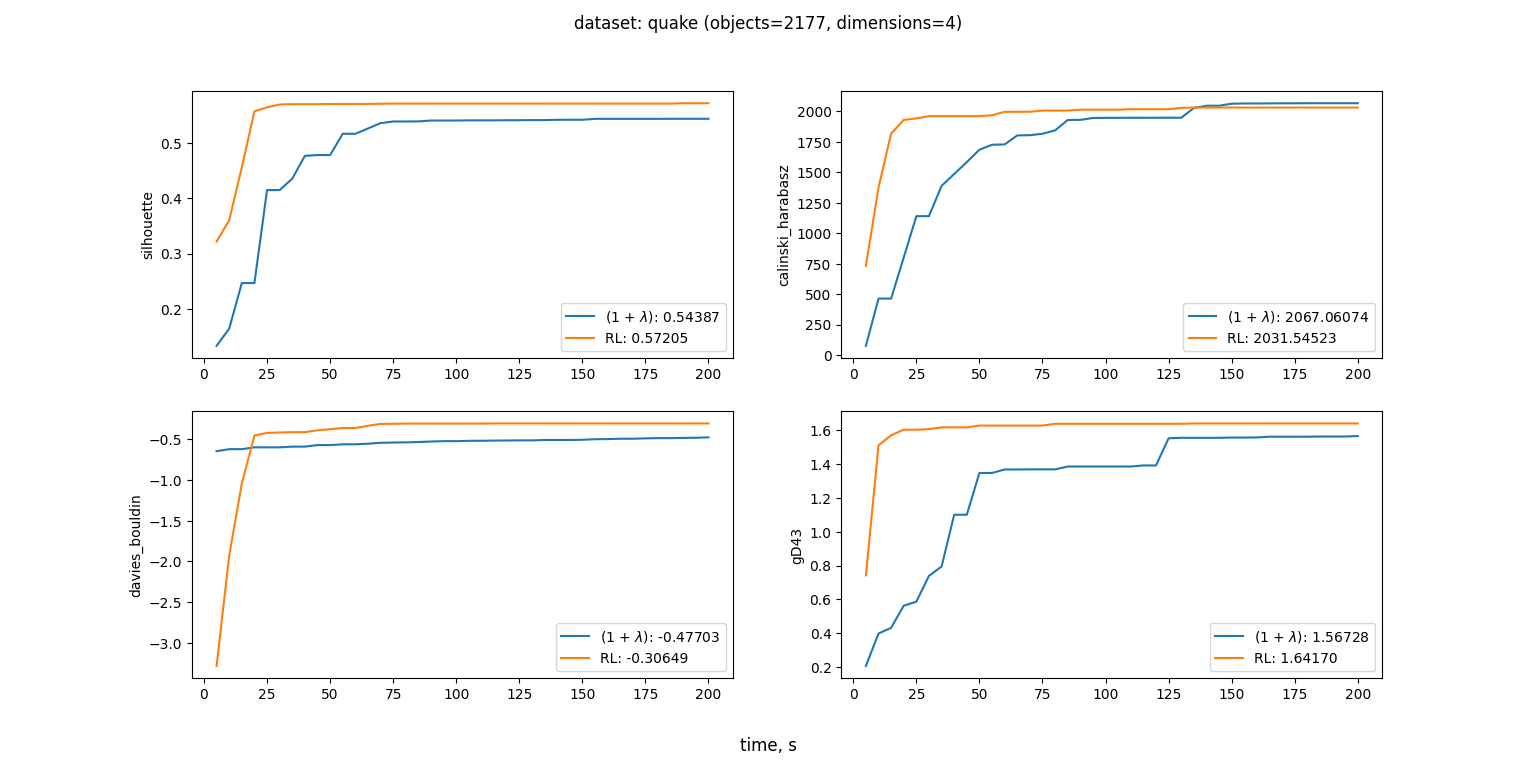 dataset: quake (objects=2177, dimensions=4)
silhouette
0.5
0.4
0.3
0.2
(1 + λ): 0.54387
RL: 0.57205
0 25 50 75 100 125 150 175 200
calinski_harabasz
2000
1750
1500
1250
1000
750
500
250
0
(1 + λ): 2067.06074
RL: 2031.54523
0 25 50 75 100 125 150 175 200
davies_bouldin
−0.5
−1.0
−1.5
−2.0
−2.5
−3.0
(1 + λ): -0.47703
RL: -0.30649
0 25 50 75 100 125 150 175 200
gD43
1.6
1.4
1.2
1.0
0.8
0.6
0.4
0.2
(1 + λ): 1.56728
RL: 1.64170
0 25 50 75 100 125 150 175 200
time, s